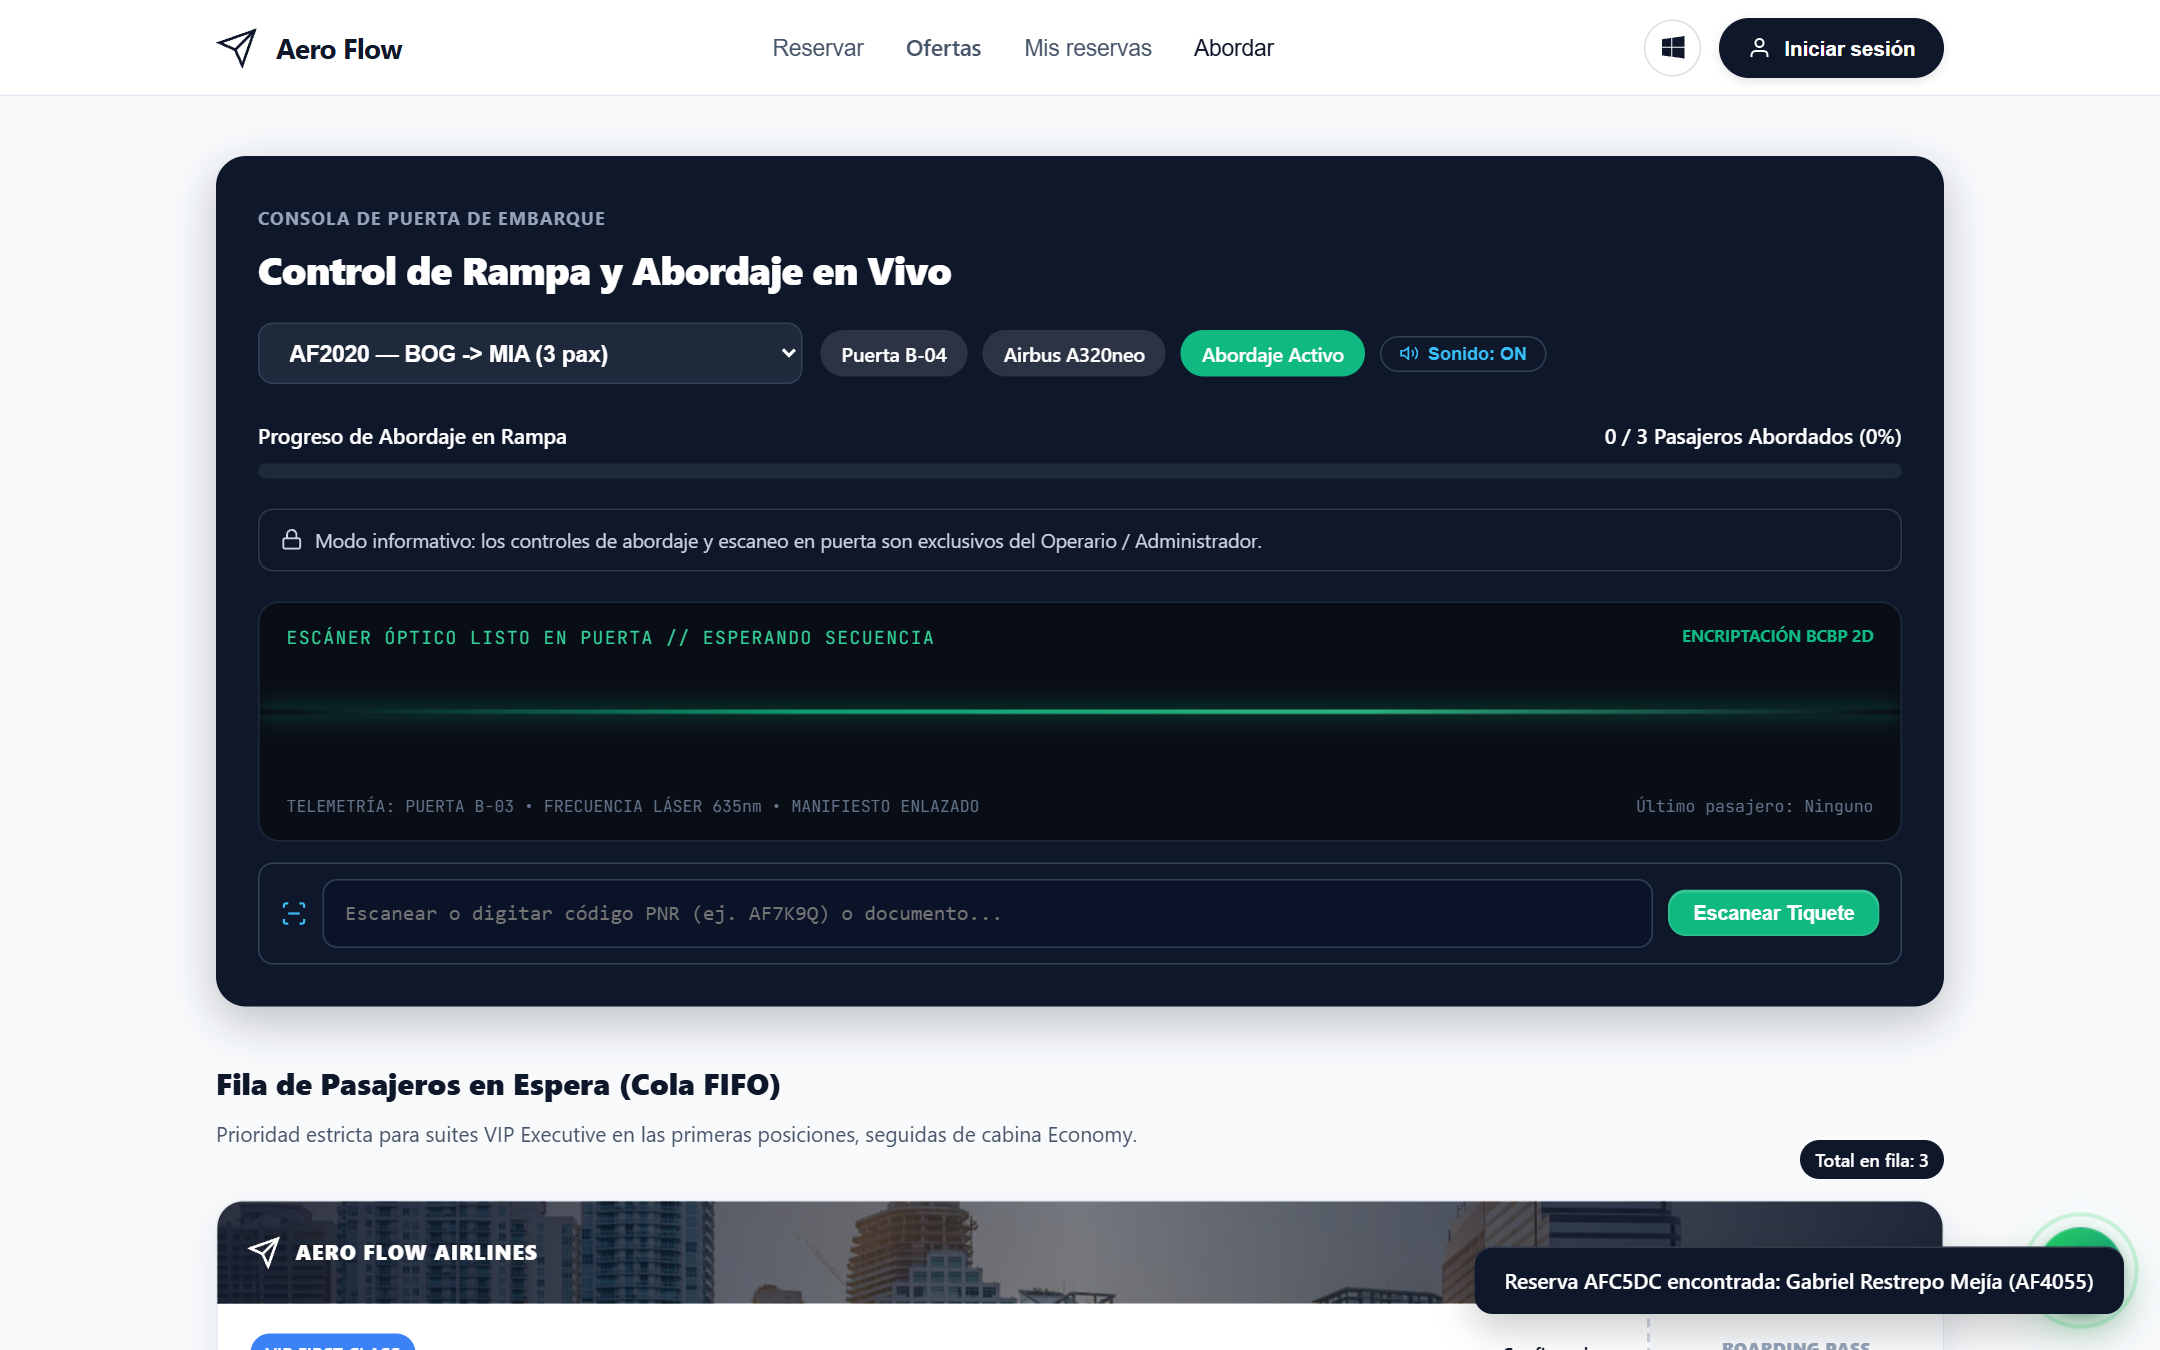 Aero Flow
Reservar
Ofertas
Mis reservas
Abordar
Iniciar sesión
CONSOLA DE PUERTA DE EMBARQUE
Control de Rampa y Abordaje en Vivo
AF2020 — BOG -> MIA (3 pax)
Puerta B-04
Airbus A320neo
Abordaje Activo
Sonido: ON
Progreso de Abordaje en Rampa
0 / 3 Pasajeros Abordados (0%)
Modo informativo: los controles de abordaje y escaneo en puerta son exclusivos del Operario / Administrador.
ESCÁNER ÓPTICO LISTO EN PUERTA // ESPERANDO SECUENCIA
ENCRIPTACIÓN BCBP 2D
TELEMETRÍA: PUERTA B-03 • FRECUENCIA LÁSER 635nm • MANIFIESTO ENLAZADO
Último pasajero: Ninguno
Escanear o digitar código PNR (ej. AF7K9Q) o documento...
Escanear Tiquete
Fila de Pasajeros en Espera (Cola FIFO)
Prioridad estricta para suites VIP Executive en las primeras posiciones, seguidas de cabina Economy.
Total en fila: 3
AERO FLOW AIRLINES
Reserva AFC5DC encontrada: Gabriel Restrepo Mejía (AF4055)
VIP FIRST CLASS
BOARDING PASS